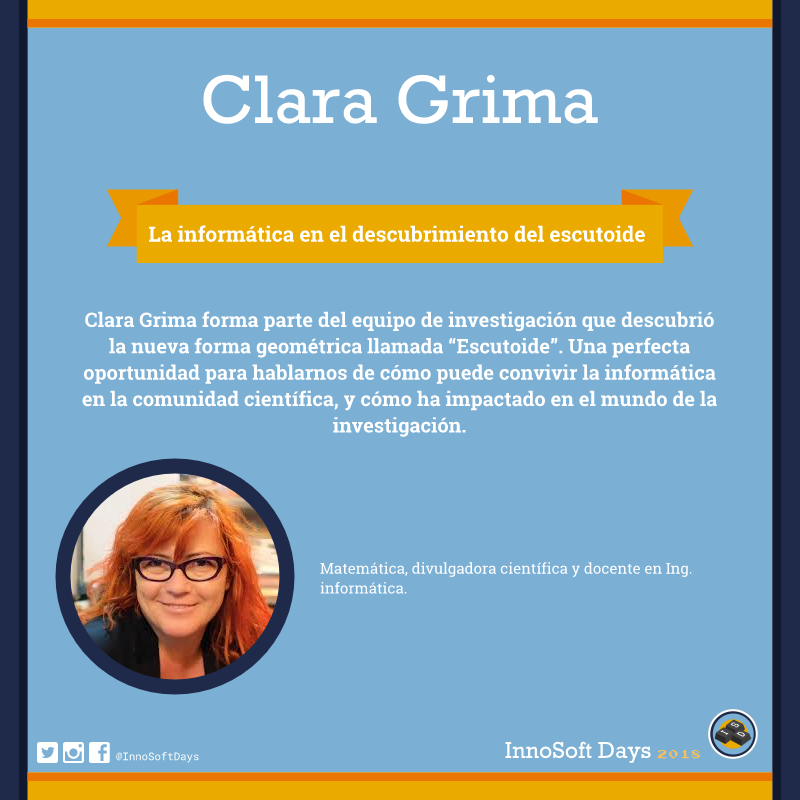 Clara Grima
La informática en el descubrimiento del escutoide
Clara Grima forma parte del equipo de investigación que descubrió
la nueva forma geométrica llamada “Escutoide”. Una perfecta
oportunidad para hablarnos de cómo puede convivir la informática
en la comunidad científica, y cómo ha impactado en el mundo de la
investigación.
Matemática, divulgadora científica y docente en Ing.
informática.
@InnoSoftDays
InnoSoft Days 2018
I S D